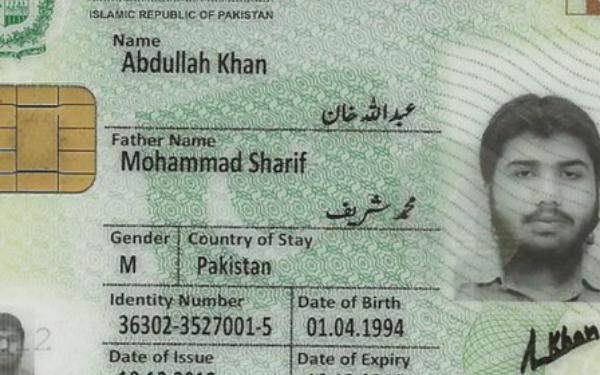 ISLAMIC REPUBLIC OF PAKISTAN
Name
Abdullah Khan
عبداللہ خان
Father Name
Mohammad Sharif
محمد شریف
Gender Country of Stay
M Pakistan
Identity Number Date of Birth
36302-3527001-5 01.04.1994
Date of Issue Date of Expiry
Khan